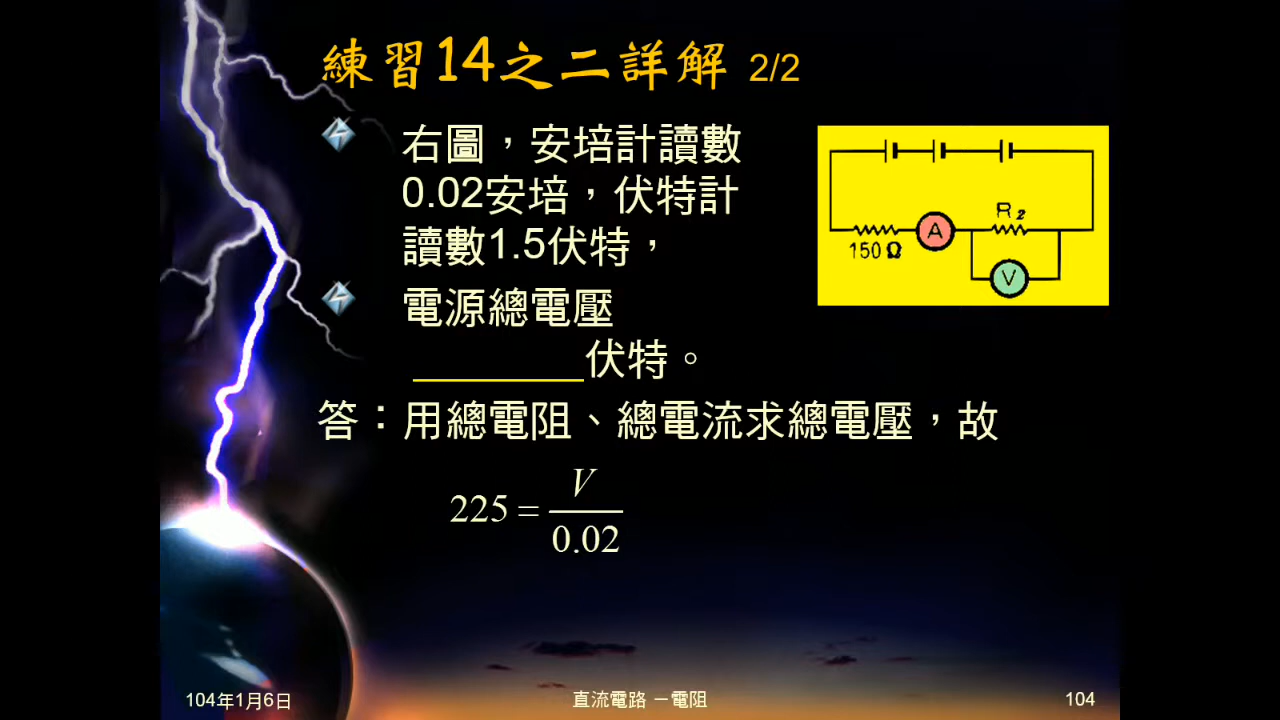 練習14之二詳解 2/2
右圖，安培計讀數
0.02安培，伏特計
讀數1.5伏特，
電源總電壓
________伏特。
答：用總電阻、總電流求總電壓，故
225 = V / 0.02
R₂
A
150 Ω
V
104年1月6日
直流電路 －電阻
104